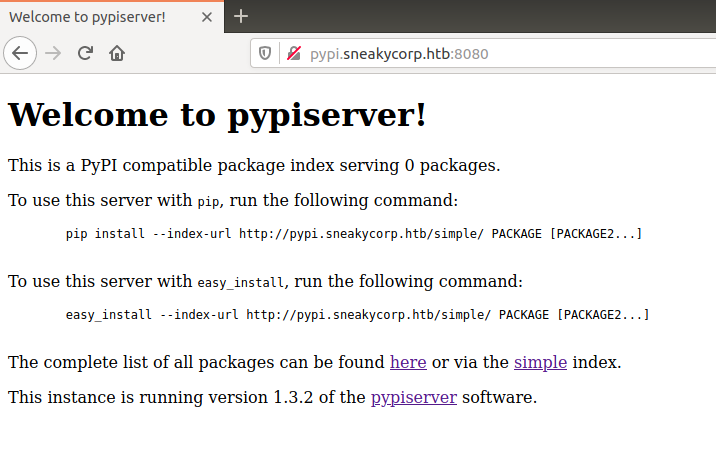 Welcome to pypiserver!
pypi.sneakycorp.htb:8080
Welcome to pypiserver!
This is a PyPI compatible package index serving 0 packages.
To use this server with pip, run the following command:
pip install --index-url http://pypi.sneakycorp.htb/simple/ PACKAGE [PACKAGE2...]
To use this server with easy_install, run the following command:
easy_install --index-url http://pypi.sneakycorp.htb/simple/ PACKAGE [PACKAGE2...]
The complete list of all packages can be found here or via the simple index.
This instance is running version 1.3.2 of the pypiserver software.